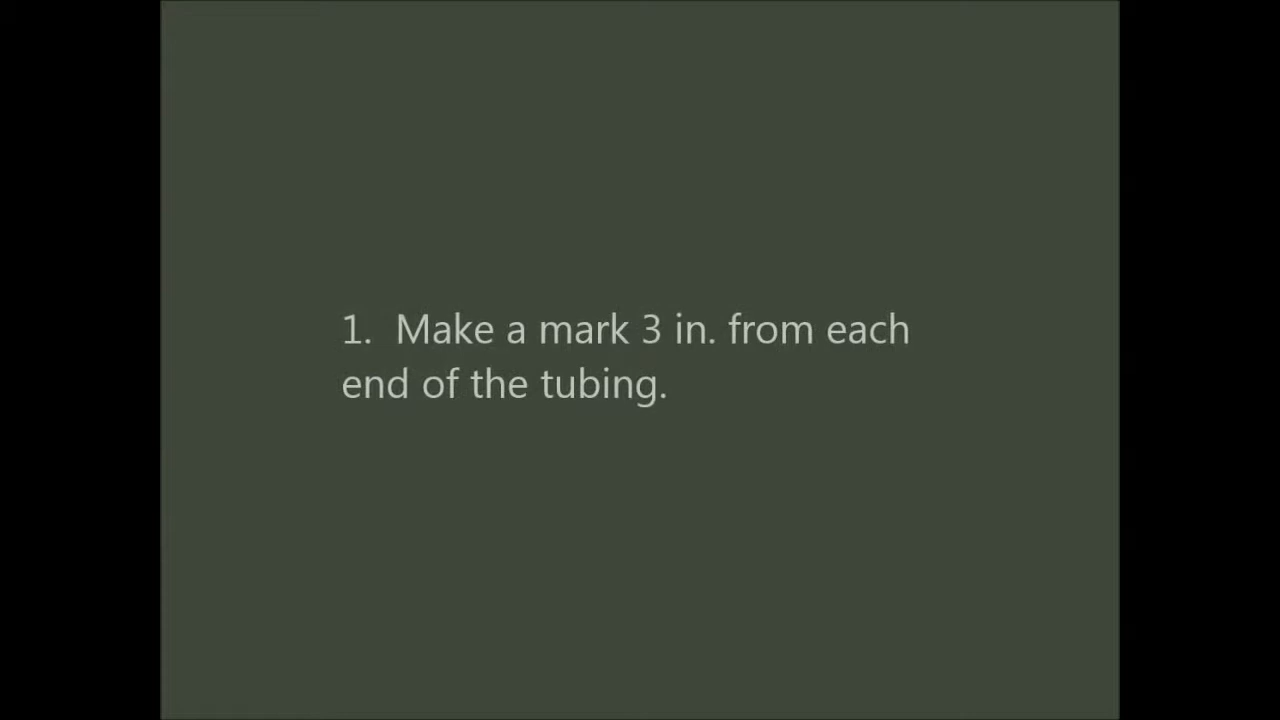 1.  Make a mark 3 in. from each
end of the tubing.